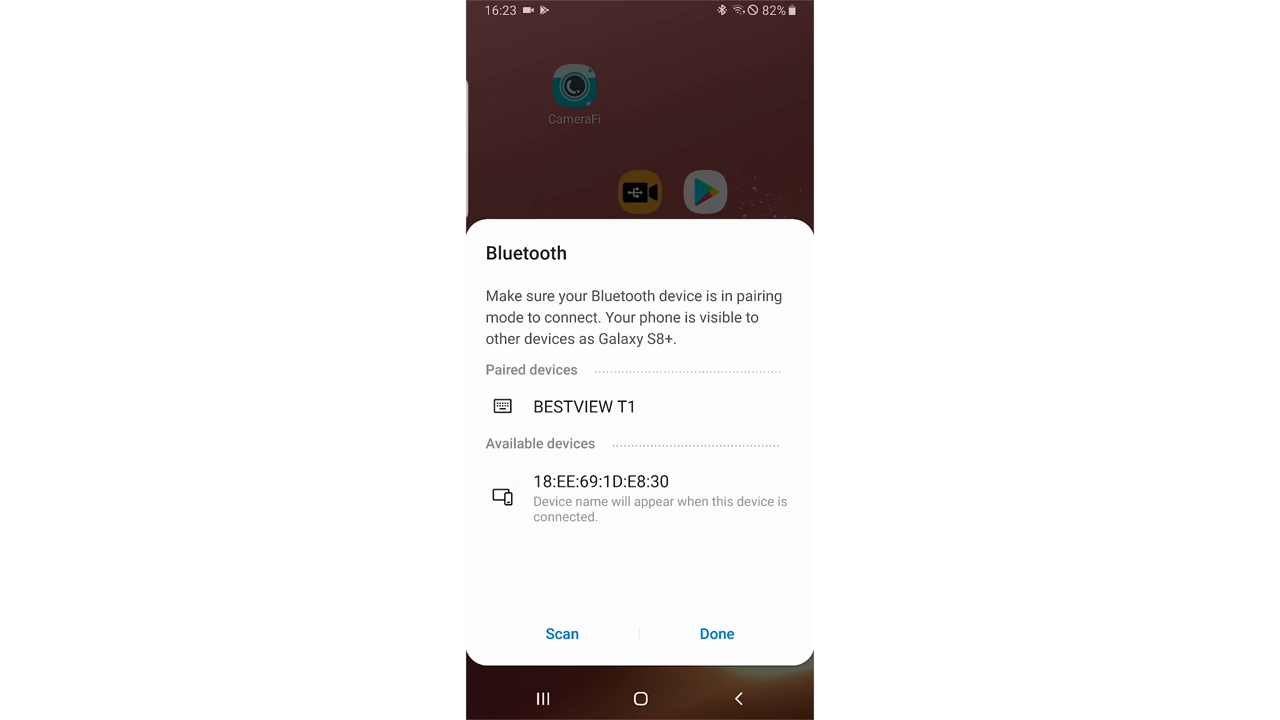 16:23 82%
CameraFi
Bluetooth
Make sure your Bluetooth device is in pairing
mode to connect. Your phone is visible to
other devices as Galaxy S8+.
Paired devices
BESTVIEW T1
Available devices
18:EE:69:1D:E8:30
Device name will appear when this device is
connected.
Scan Done